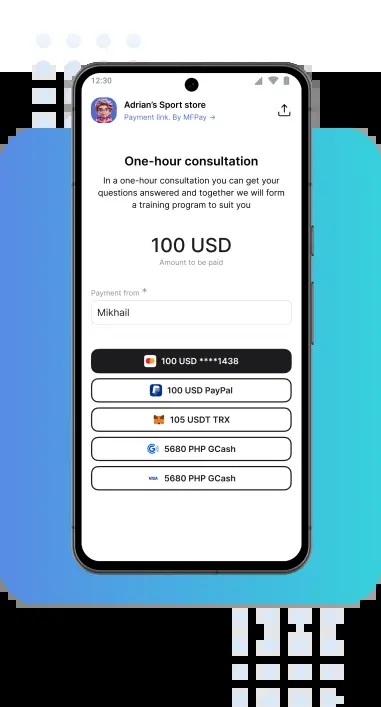 12:30
Adrian's Sport store
Payment link. By MFPay →
One-hour consultation
In a one-hour consultation you can get your
questions answered and together we will form
a training program to suit you
100 USD
Amount to be paid
Payment from *
Mikhail
100 USD ****1438
100 USD PayPal
105 USDT TRX
5680 PHP GCash
VISA 5680 PHP GCash